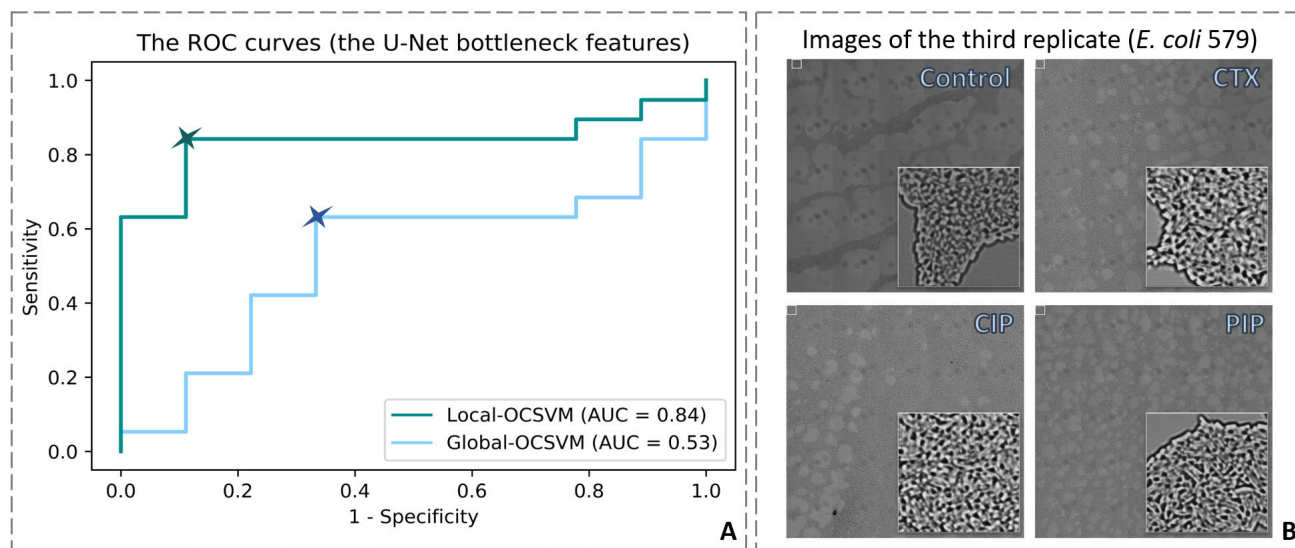 The ROC curves (the U-Net bottleneck features)
1.0
0.8
0.6
0.4
0.2
0.0
Sensitivity
0.0 0.2 0.4 0.6 0.8 1.0
1 - Specificity
Local-OCSVM (AUC = 0.84)
Global-OCSVM (AUC = 0.53)
A
Images of the third replicate (E. coli 579)
Control
CTX
CIP
PIP
B